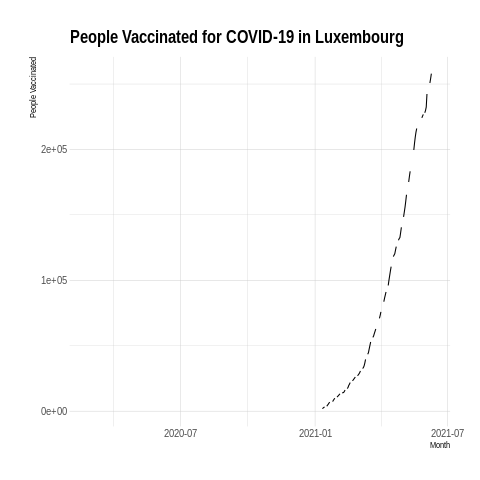 People Vaccinated for COVID-19 in Luxembourg
People Vaccinated
2e+05
1e+05
0e+00
2020-07
2021-01
2021-07
Month